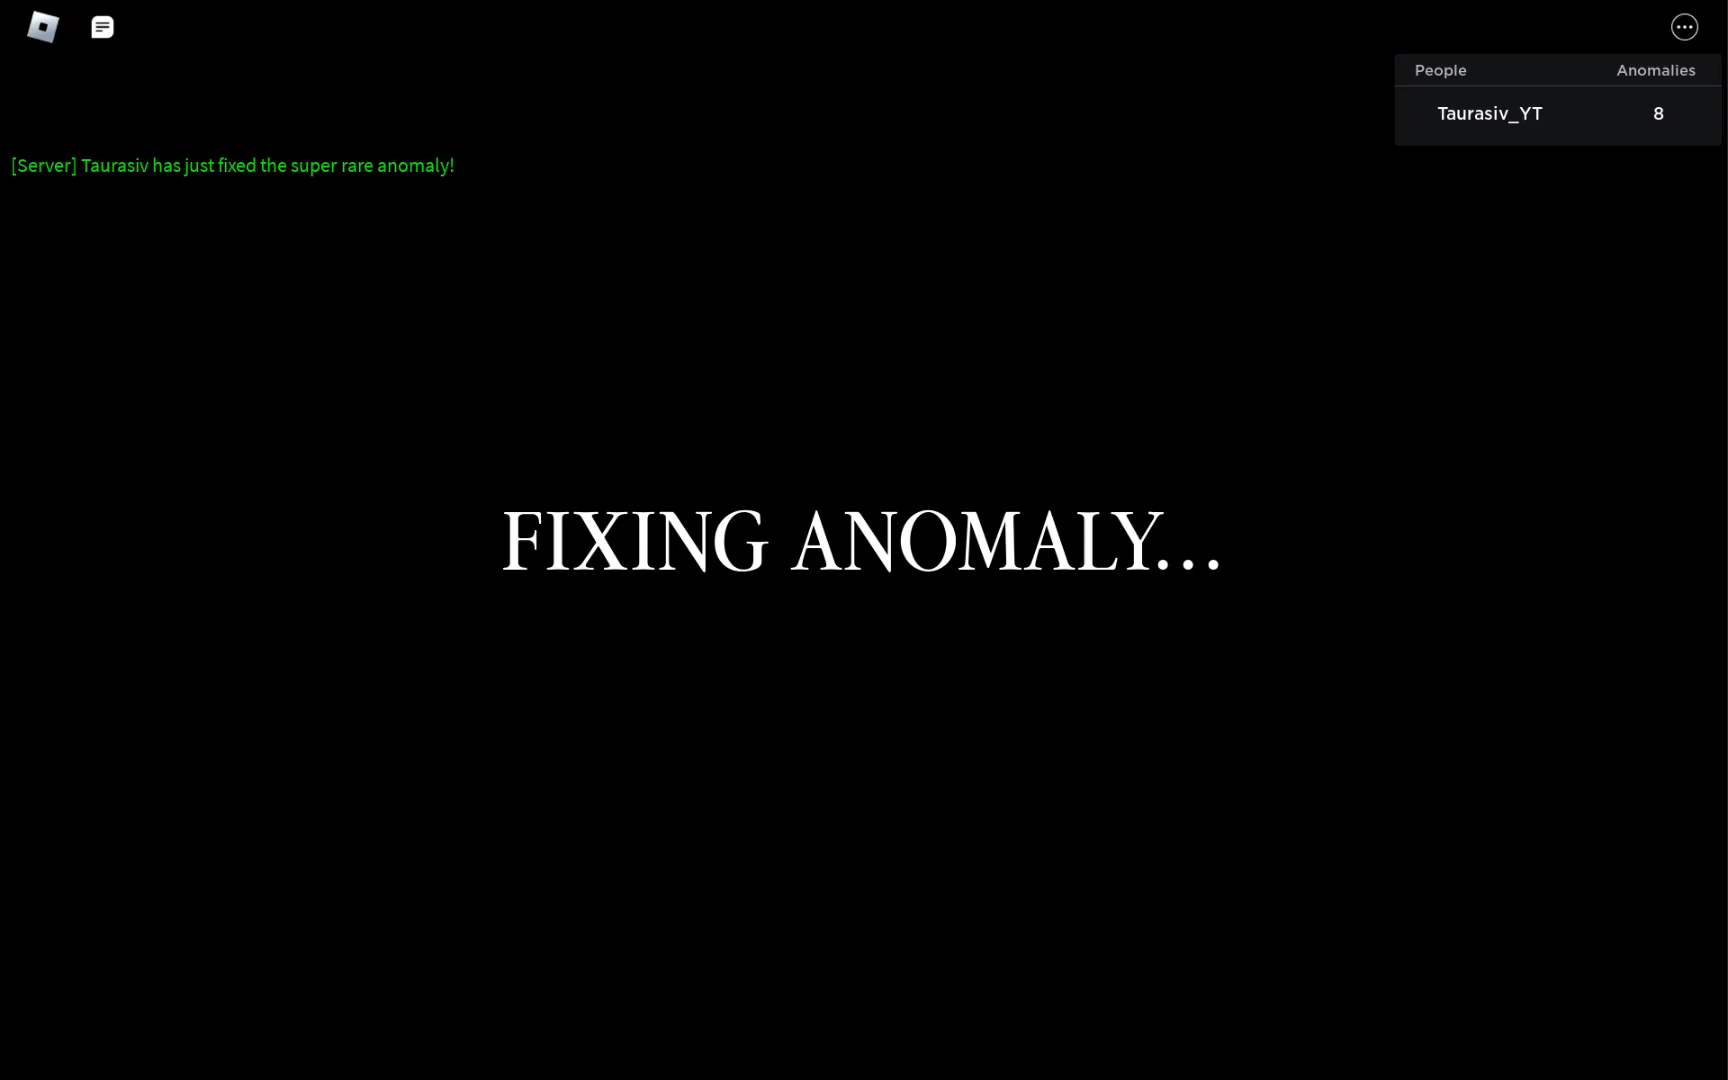 People Anomalies
Taurasiv_YT 8
[Server] Taurasiv has just fixed the super rare anomaly!
FIXING ANOMALY...